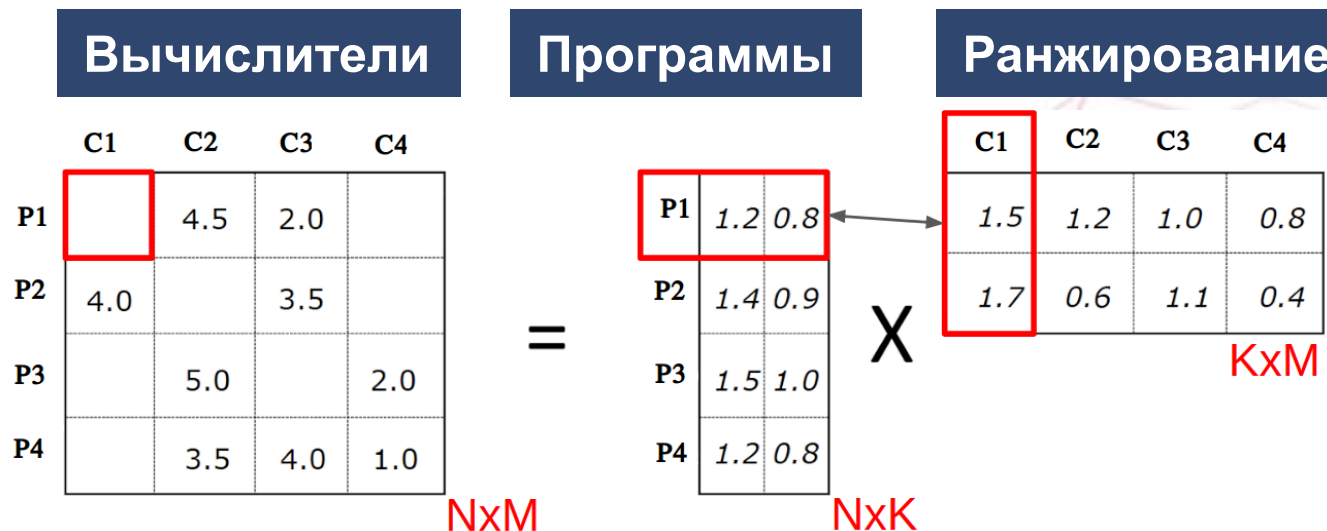 Вычислители Программы Ранжирование
C1 C2 C3 C4
P1 4.5 2.0
P2 4.0 3.5
P3 5.0 2.0
P4 3.5 4.0 1.0
NxM
=
P1 1.2 0.8
P2 1.4 0.9
P3 1.5 1.0
P4 1.2 0.8
NxK
X
C1 C2 C3 C4
1.5 1.2 1.0 0.8
1.7 0.6 1.1 0.4
KxM